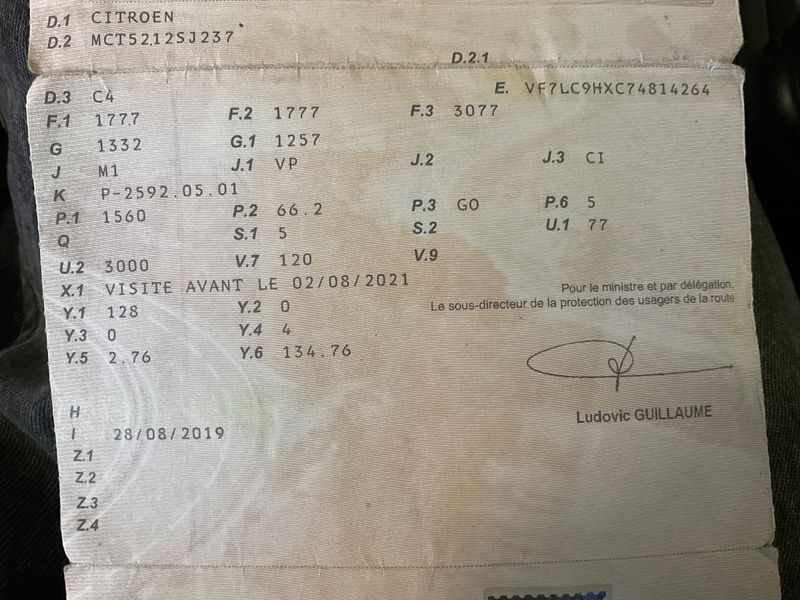 D.1 CITROEN
D.2 MCT5212SJ237
D.2.1
D.3 C4 E. VF7LC9HXC74814264
F.1 1777 F.2 1777 F.3 3077
G 1332 G.1 1257
J M1 J.1 VP J.2 J.3 CI
K P-2592.05.01
P.1 1560 P.2 66.2 P.3 GO P.6 5
Q S.1 5 S.2 U.1 77
U.2 3000 V.7 120 V.9
X.1 VISITE AVANT LE 02/08/2021
Pour le ministre et par délégation,
Y.1 128 Y.2 0 Le sous-directeur de la protection des usagers de la route
Y.3 0 Y.4 4
Y.5 2.76 Y.6 134.76
H
Ludovic GUILLAUME
I 28/08/2019
Z.1
Z.2
Z.3
Z.4